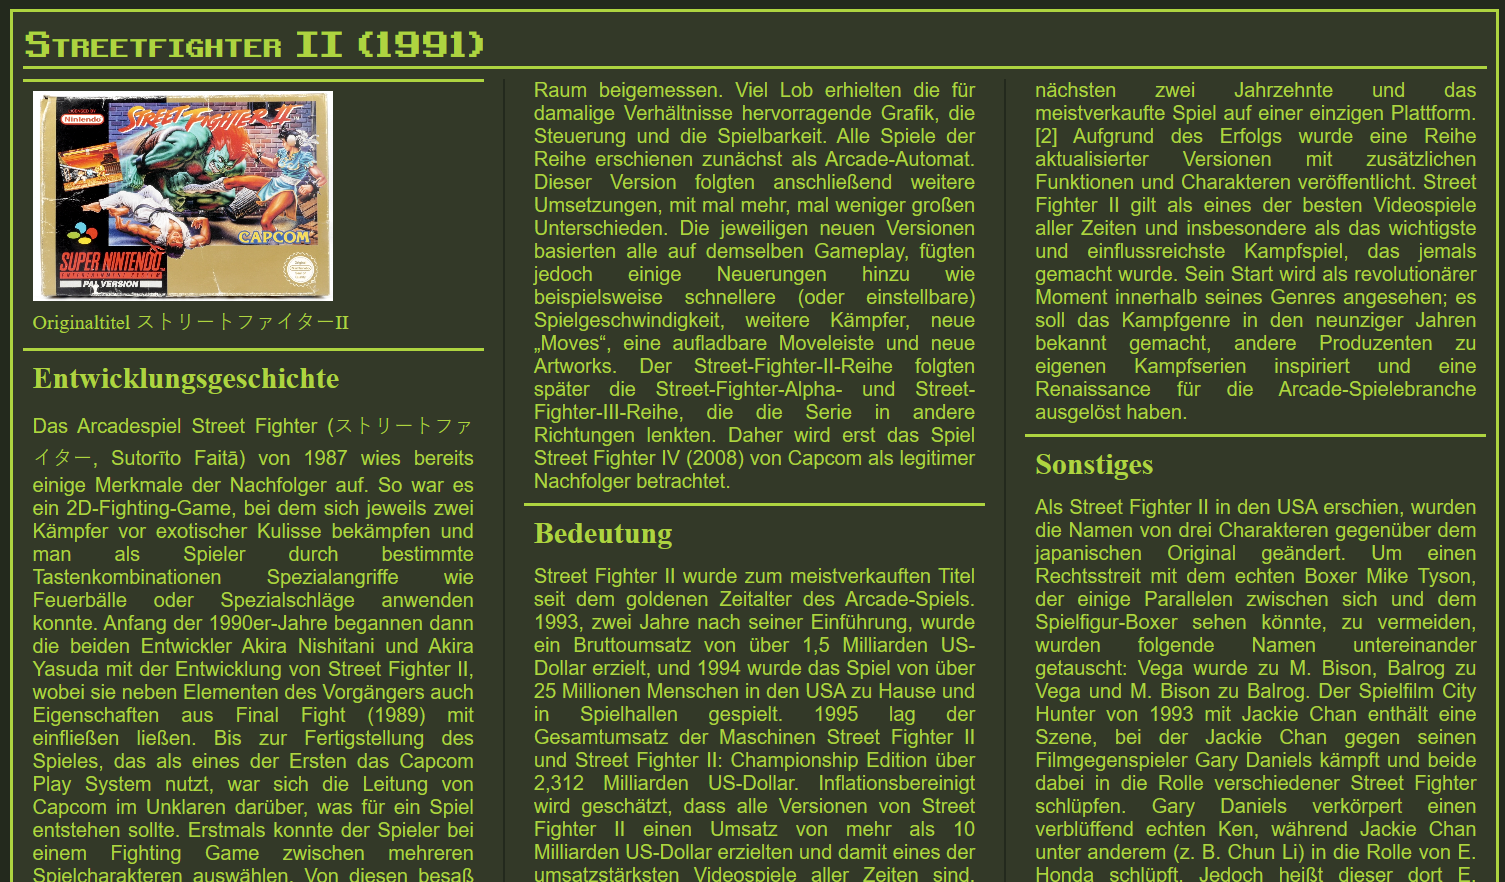 Streetfighter II (1991)
LICENSED BY
Nintendo
STREET FIGHTER II
CAPCOM
SUPER NINTENDO
ENTERTAINMENT SYSTEM
PAL VERSION
Originaltitel ストリートファイターII
Entwicklungsgeschichte
Das Arcadespiel Street Fighter (ストリートファ
イター, Sutorīto Faitā) von 1987 wies bereits
einige Merkmale der Nachfolger auf. So war es
ein 2D-Fighting-Game, bei dem sich jeweils zwei
Kämpfer vor exotischer Kulisse bekämpfen und
man als Spieler durch bestimmte
Tastenkombinationen Spezialangriffe wie
Feuerbälle oder Spezialschläge anwenden
konnte. Anfang der 1990er-Jahre begannen dann
die beiden Entwickler Akira Nishitani und Akira
Yasuda mit der Entwicklung von Street Fighter II,
wobei sie neben Elementen des Vorgängers auch
Eigenschaften aus Final Fight (1989) mit
einfließen ließen. Bis zur Fertigstellung des
Spieles, das als eines der Ersten das Capcom
Play System nutzt, war sich die Leitung von
Capcom im Unklaren darüber, was für ein Spiel
entstehen sollte. Erstmals konnte der Spieler bei
einem Fighting Game zwischen mehreren
Spielcharakteren auswählen. Von diesen besaß
Raum beigemessen. Viel Lob erhielten die für
damalige Verhältnisse hervorragende Grafik, die
Steuerung und die Spielbarkeit. Alle Spiele der
Reihe erschienen zunächst als Arcade-Automat.
Dieser Version folgten anschließend weitere
Umsetzungen, mit mal mehr, mal weniger großen
Unterschieden. Die jeweiligen neuen Versionen
basierten alle auf demselben Gameplay, fügten
jedoch einige Neuerungen hinzu wie
beispielsweise schnellere (oder einstellbare)
Spielgeschwindigkeit, weitere Kämpfer, neue
„Moves“, eine aufladbare Moveleiste und neue
Artworks. Der Street-Fighter-II-Reihe folgten
später die Street-Fighter-Alpha- und Street-
Fighter-III-Reihe, die die Serie in andere
Richtungen lenkten. Daher wird erst das Spiel
Street Fighter IV (2008) von Capcom als legitimer
Nachfolger betrachtet.
Bedeutung
Street Fighter II wurde zum meistverkauften Titel
seit dem goldenen Zeitalter des Arcade-Spiels.
1993, zwei Jahre nach seiner Einführung, wurde
ein Bruttoumsatz von über 1,5 Milliarden US-
Dollar erzielt, und 1994 wurde das Spiel von über
25 Millionen Menschen in den USA zu Hause und
in Spielhallen gespielt. 1995 lag der
Gesamtumsatz der Maschinen Street Fighter II
und Street Fighter II: Championship Edition über
2,312 Milliarden US-Dollar. Inflationsbereinigt
wird geschätzt, dass alle Versionen von Street
Fighter II einen Umsatz von mehr als 10
Milliarden US-Dollar erzielten und damit eines der
umsatzstärksten Videospiele aller Zeiten sind.
nächsten zwei Jahrzehnte und das
meistverkaufte Spiel auf einer einzigen Plattform.
[2] Aufgrund des Erfolgs wurde eine Reihe
aktualisierter Versionen mit zusätzlichen
Funktionen und Charakteren veröffentlicht. Street
Fighter II gilt als eines der besten Videospiele
aller Zeiten und insbesondere als das wichtigste
und einflussreichste Kampfspiel, das jemals
gemacht wurde. Sein Start wird als revolutionärer
Moment innerhalb seines Genres angesehen; es
soll das Kampfgenre in den neunziger Jahren
bekannt gemacht, andere Produzenten zu
eigenen Kampfserien inspiriert und eine
Renaissance für die Arcade-Spielebranche
ausgelöst haben.
Sonstiges
Als Street Fighter II in den USA erschien, wurden
die Namen von drei Charakteren gegenüber dem
japanischen Original geändert. Um einen
Rechtsstreit mit dem echten Boxer Mike Tyson,
der einige Parallelen zwischen sich und dem
Spielfigur-Boxer sehen könnte, zu vermeiden,
wurden folgende Namen untereinander
getauscht: Vega wurde zu M. Bison, Balrog zu
Vega und M. Bison zu Balrog. Der Spielfilm City
Hunter von 1993 mit Jackie Chan enthält eine
Szene, bei der Jackie Chan gegen seinen
Filmgegenspieler Gary Daniels kämpft und beide
dabei in die Rolle verschiedener Street Fighter
schlüpfen. Gary Daniels verkörpert einen
verblüffend echten Ken, während Jackie Chan
unter anderem (z. B. Chun Li) in die Rolle von E.
Honda schlüpft. Jedoch heißt dieser dort E.